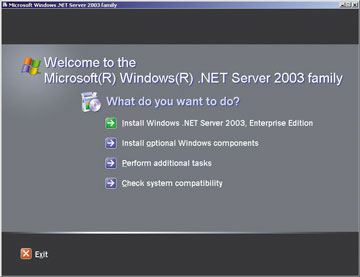 Microsoft Windows .NET Server 2003 family
Welcome to the
Microsoft(R) Windows(R) .NET Server 2003 family
What do you want to do?
Install Windows .NET Server 2003, Enterprise Edition
Install optional Windows components
Perform additional tasks
Check system compatibility
Exit